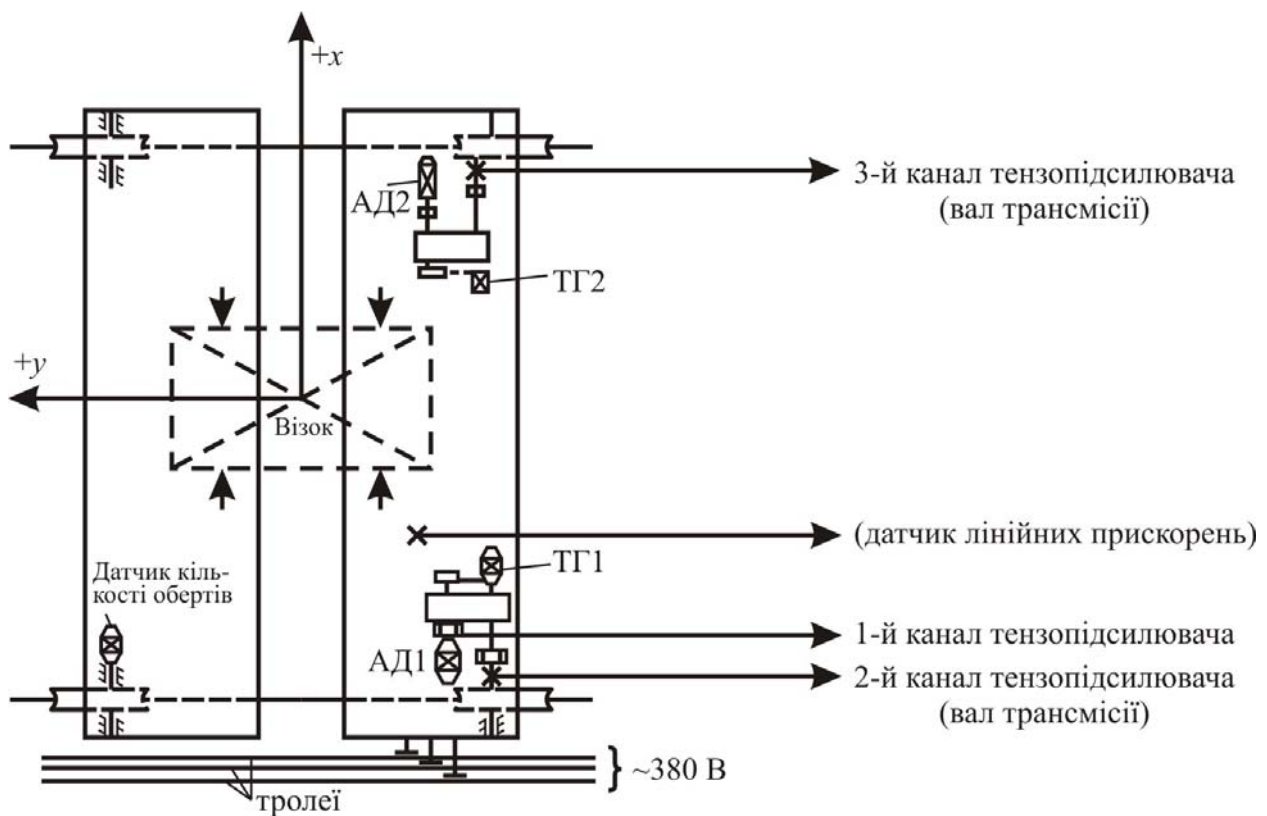 +x
АД2
3-й канал тензопідсилювача
(вал трансмісії)
ТГ2
+y
Візок
(датчик лінійних прискорень)
ТГ1
Датчик кіль-
кості обертів
1-й канал тензопідсилювача
АД1
2-й канал тензопідсилювача
(вал трансмісії)
~380 В
тролеї